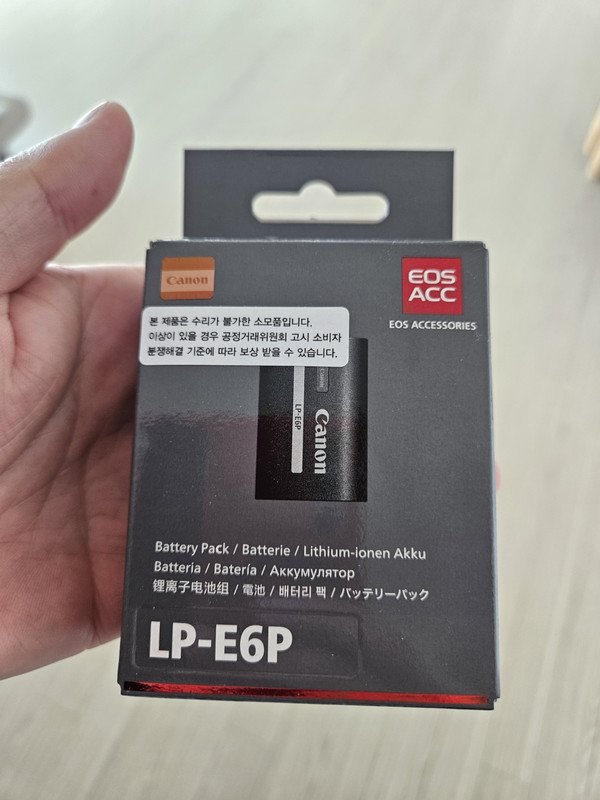 Canon
EOS
ACC
EOS ACCESSORIES
본 제품은 수리가 불가한 소모품입니다.
이상이 있을 경우 공정거래위원회 고시 소비자
분쟁해결 기준에 따라 보상 받을 수 있습니다.
LP-E6P
Canon
Battery Pack / Batterie / Lithium-ionen Akku
Batteria / Batería / Аккумулятор
锂离子电池组 / 電池 / 배터리 팩 / バッテリーパック
LP-E6P